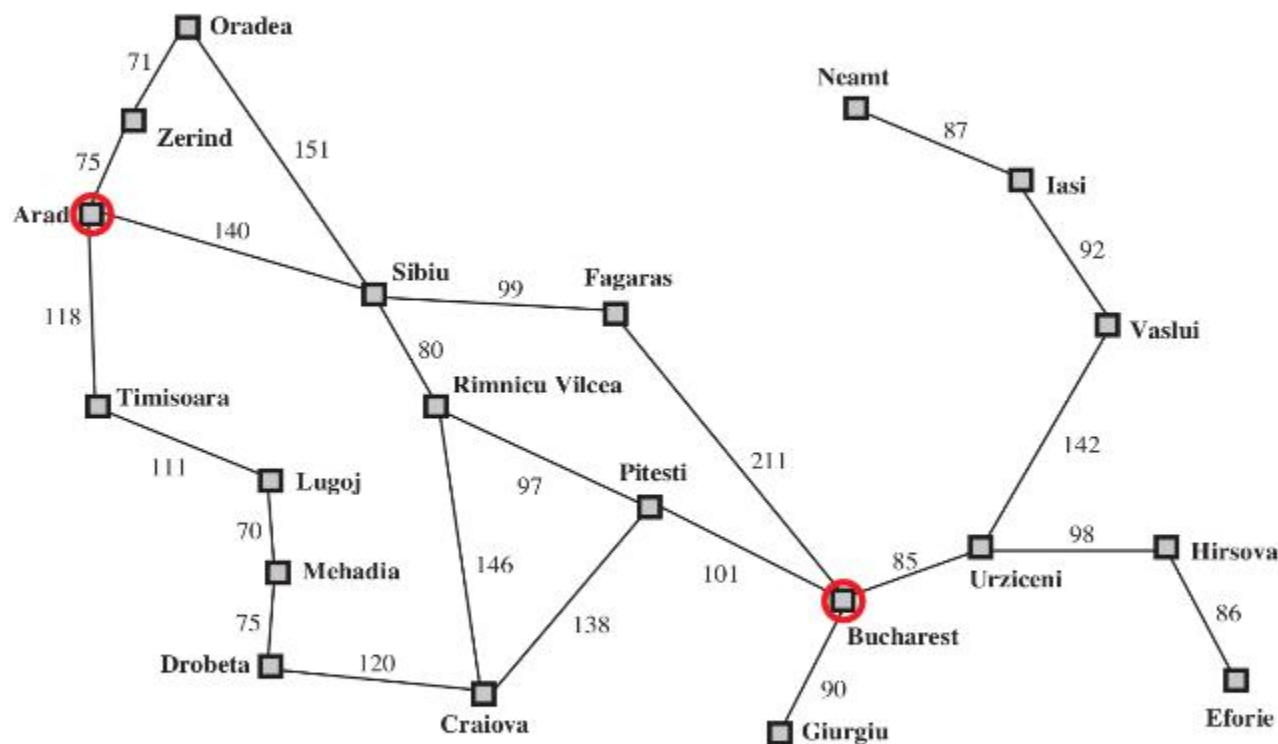 Oradea
71
Neamt
87
Zerind
151
75
Iasi
Arad
140
92
Sibiu
Fagaras
99
118
Vaslui
80
Timisoara
Rimnicu Vilcea
142
111
211
Lugoj
97
Pitesti
70
98
Hirsova
Mehadia
146
101
85
Urziceni
75
138
86
Bucharest
Drobeta
120
90
Craiova
Giurgiu
Eforie